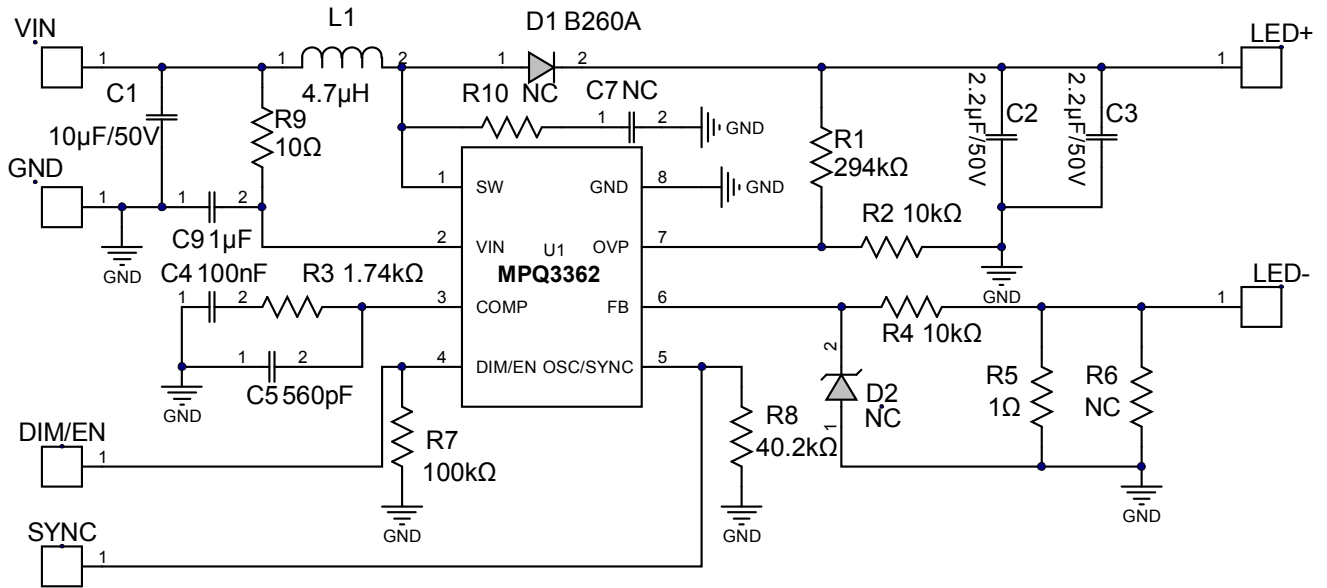 VIN
L1
D1 B260A
LED+
1
1
2
1
2
1
C1
4.7μH
R10 NC
C7 NC
2.2μF/50V
C2
2.2μF/50V
C3
10μF/50V
R9
10Ω
1
2
GND
R1
294kΩ
GND
1
1
2
1
SW
GND
8
GND
R2 10kΩ
GND
C9 1μF
2
VIN
U1
OVP
7
MPQ3362
GND
C4 100nF
R3 1.74kΩ
LED-
1
2
3
COMP
FB
6
1
R4 10kΩ
1
2
4
DIM/EN
OSC/SYNC
5
2
C5 560pF
GND
D2
NC
1
R5
1Ω
R6
NC
DIM/EN
1
R7
100kΩ
R8
40.2kΩ
GND
GND
GND
SYNC
1